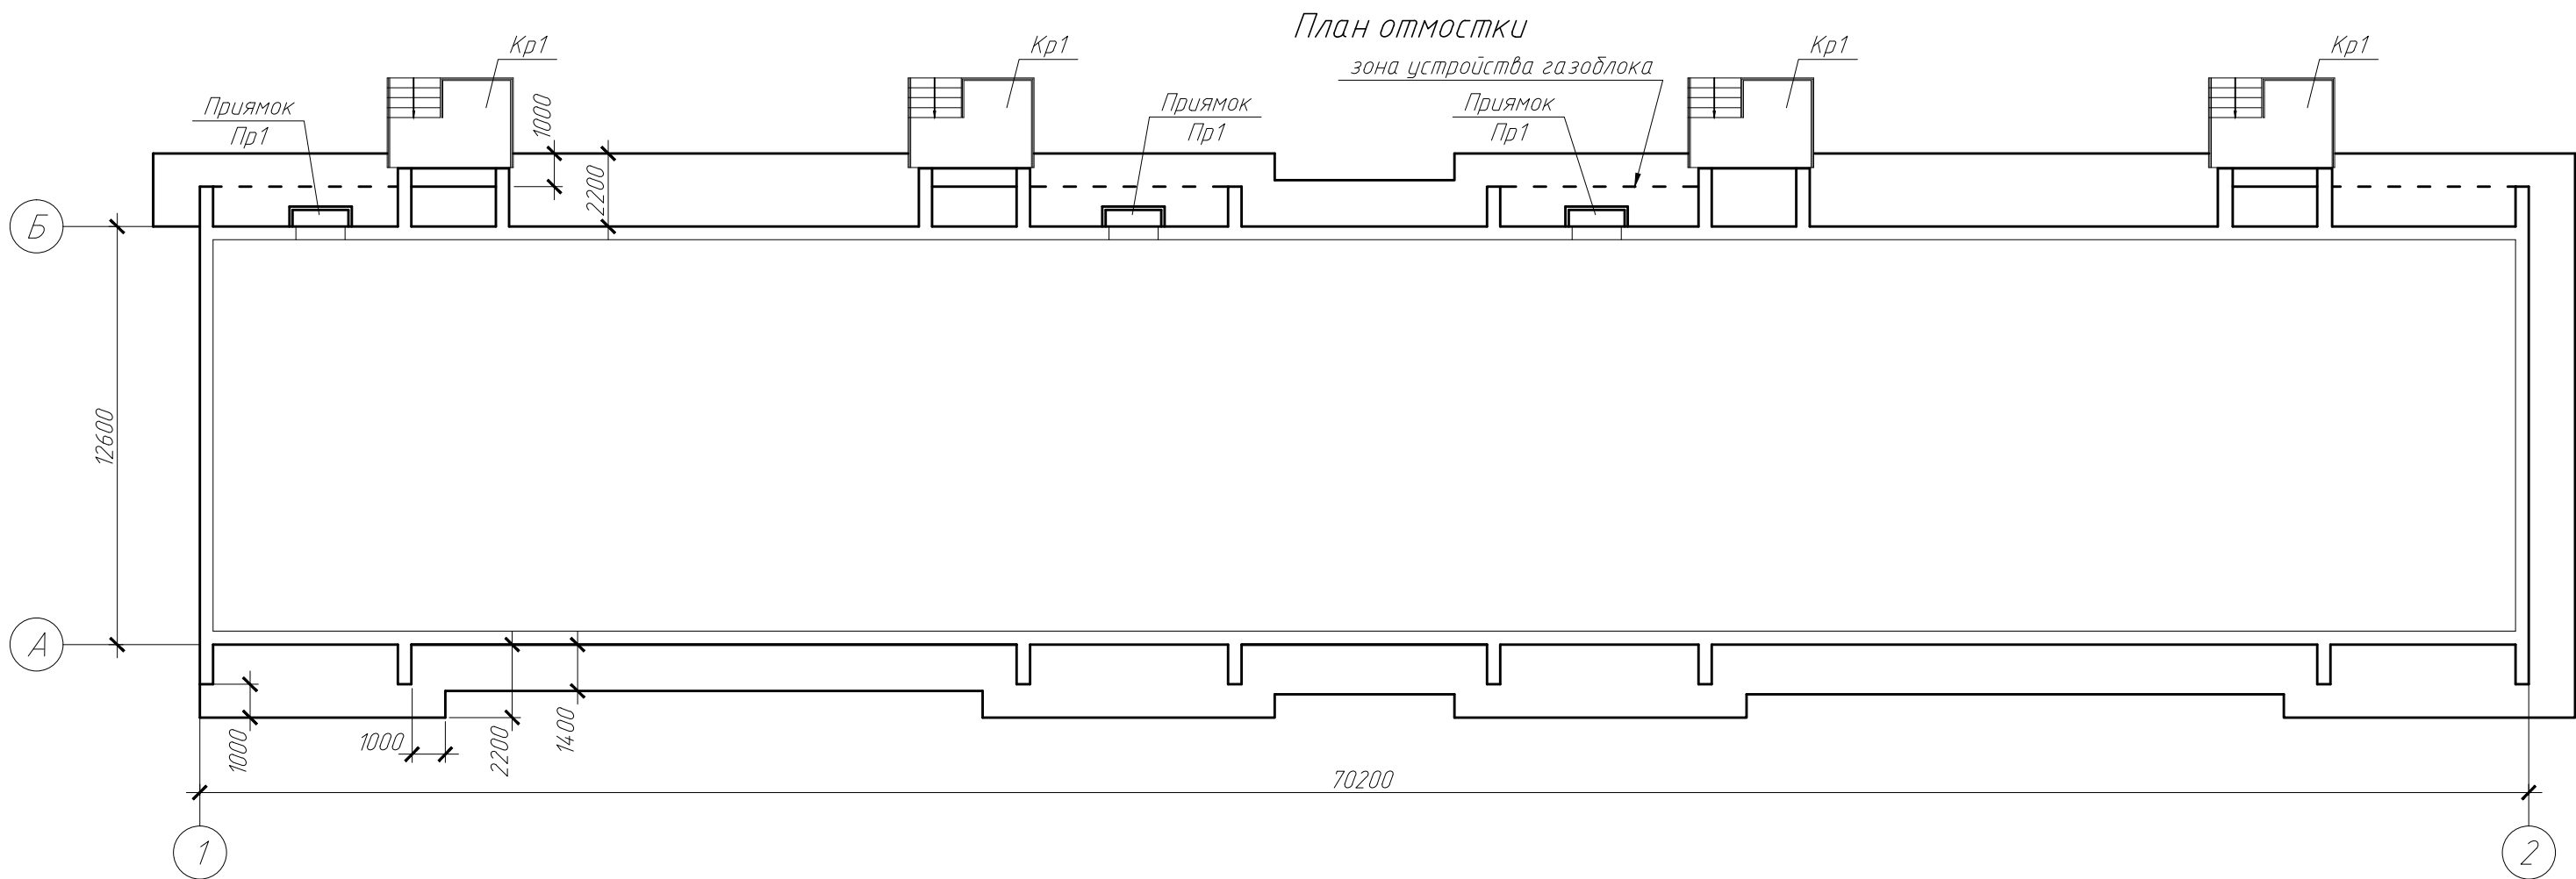 План отмостки
Кр1
Кр1
Кр1
Кр1
зона устройства газоблока
Приямок
Пр1
Приямок
Пр1
Приямок
Пр1
1000
2200
Б
12600
А
1000
1000
2200
1400
70200
1
2